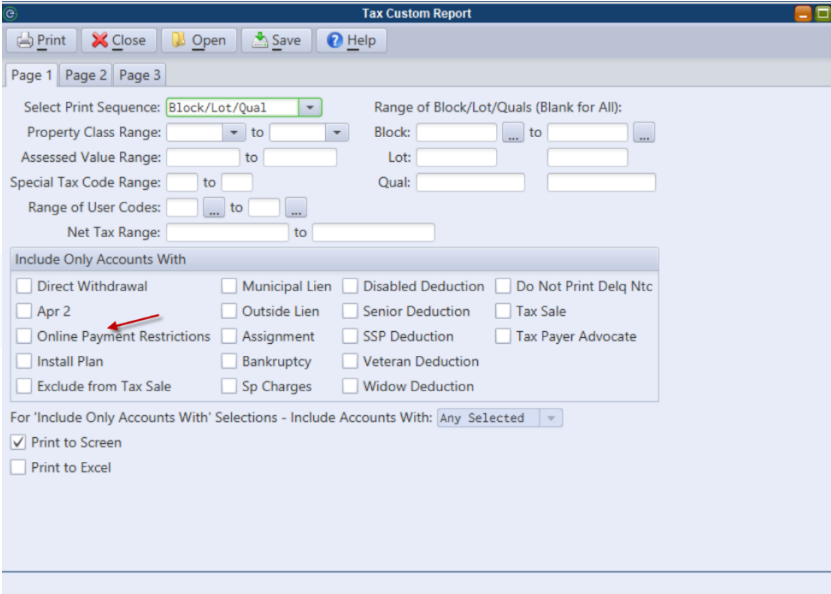 Tax Custom Report
Print Close Open Save Help
Page 1 Page 2 Page 3
Select Print Sequence: Block/Lot/Qual Range of Block/Lot/Quals (Blank for All):
Property Class Range: to Block: ... to ...
Assessed Value Range: to Lot:
Special Tax Code Range: to Qual:
Range of User Codes: ... to ...
Net Tax Range: to
Include Only Accounts With
Direct Withdrawal Municipal Lien Disabled Deduction Do Not Print Delq Ntc
Apr 2 Outside Lien Senior Deduction Tax Sale
Online Payment Restrictions Assignment SSP Deduction Tax Payer Advocate
Install Plan Bankruptcy Veteran Deduction
Exclude from Tax Sale Sp Charges Widow Deduction
For 'Include Only Accounts With' Selections - Include Accounts With: Any Selected
Print to Screen
Print to Excel